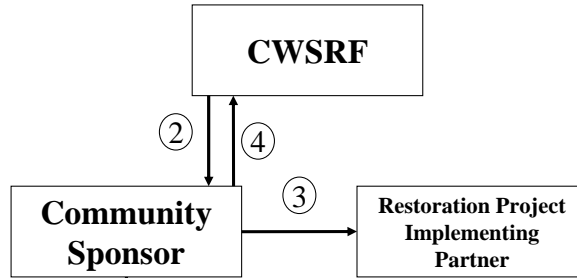 CWSRF
② ④
Community
Sponsor
③
Restoration Project
Implementing
Partner